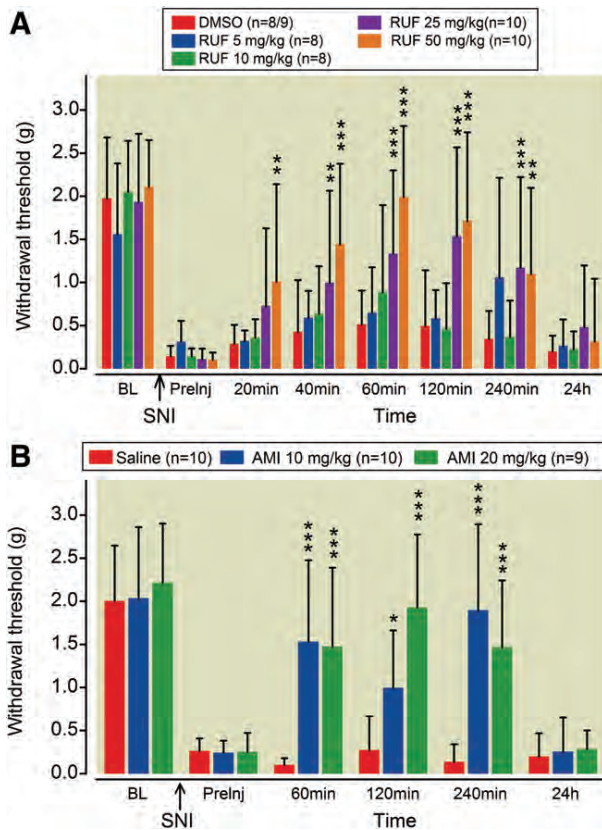 A
DMSO (n=8/9)
RUF 5 mg/kg (n=8)
RUF 10 mg/kg (n=8)
RUF 25 mg/kg(n=10)
RUF 50 mg/kg (n=10)
Withdrawal threshold (g)
3.0
2.5
2.0
1.5
1.0
0.5
0.0
**
**
***
***
***
***
***
***
**
BL PreInj 20min 40min 60min 120min 240min 24h
SNI Time
B
Saline (n=10) AMI 10 mg/kg (n=10) AMI 20 mg/kg (n=9)
Withdrawal threshold (g)
3.0
2.5
2.0
1.5
1.0
0.5
0.0
***
***
*
***
***
***
BL PreInj 60min 120min 240min 24h
SNI Time